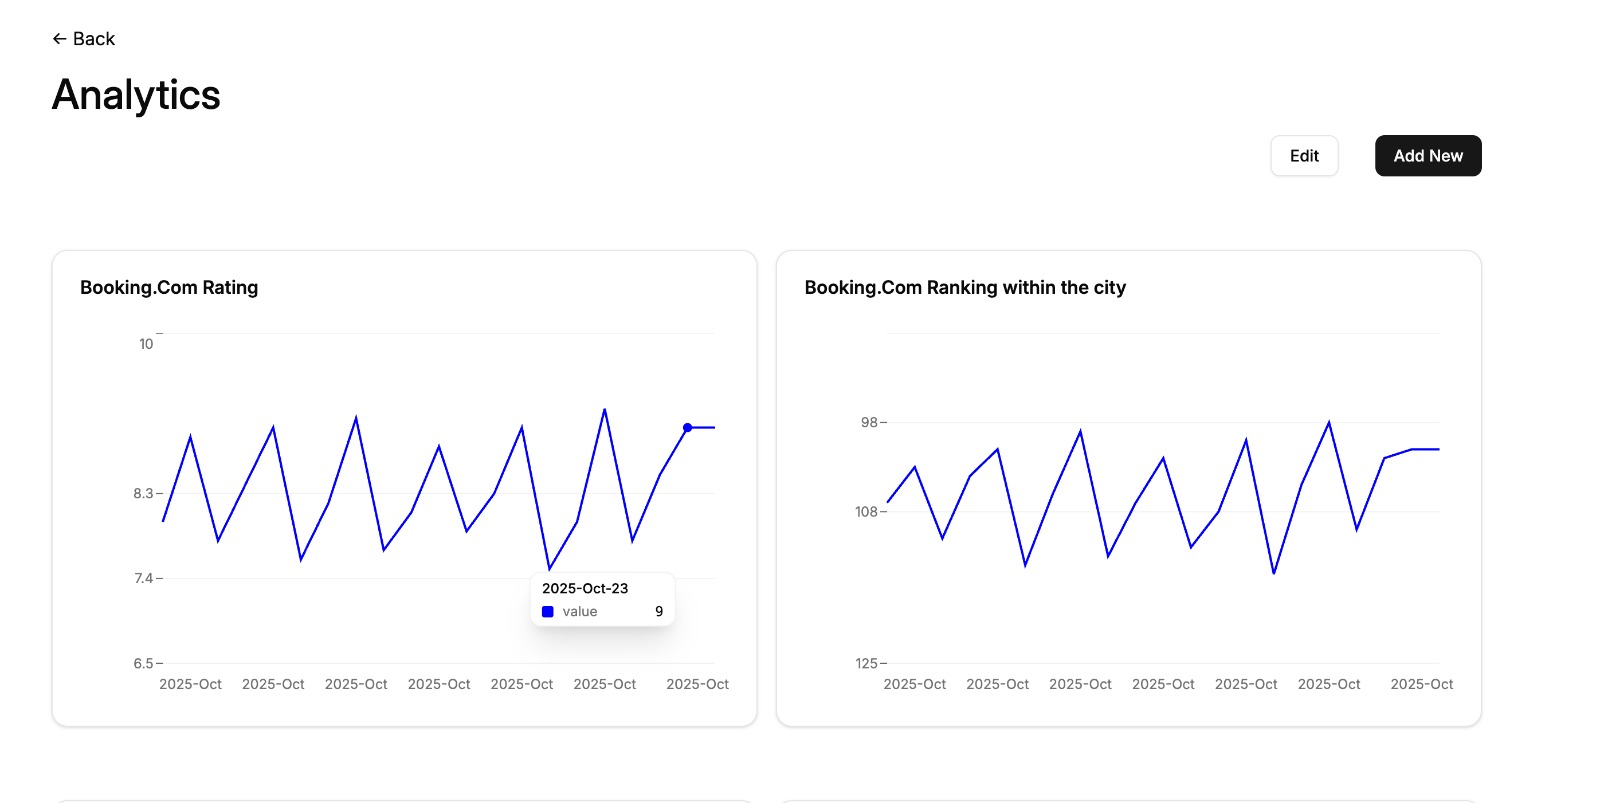 ← Back
Analytics
Edit
Add New
Booking.Com Rating
10
8.3
7.4
6.5
2025-Oct 2025-Oct 2025-Oct 2025-Oct 2025-Oct 2025-Oct 2025-Oct
2025-Oct-23
value 9
Booking.Com Ranking within the city
98
108
125
2025-Oct 2025-Oct 2025-Oct 2025-Oct 2025-Oct 2025-Oct 2025-Oct